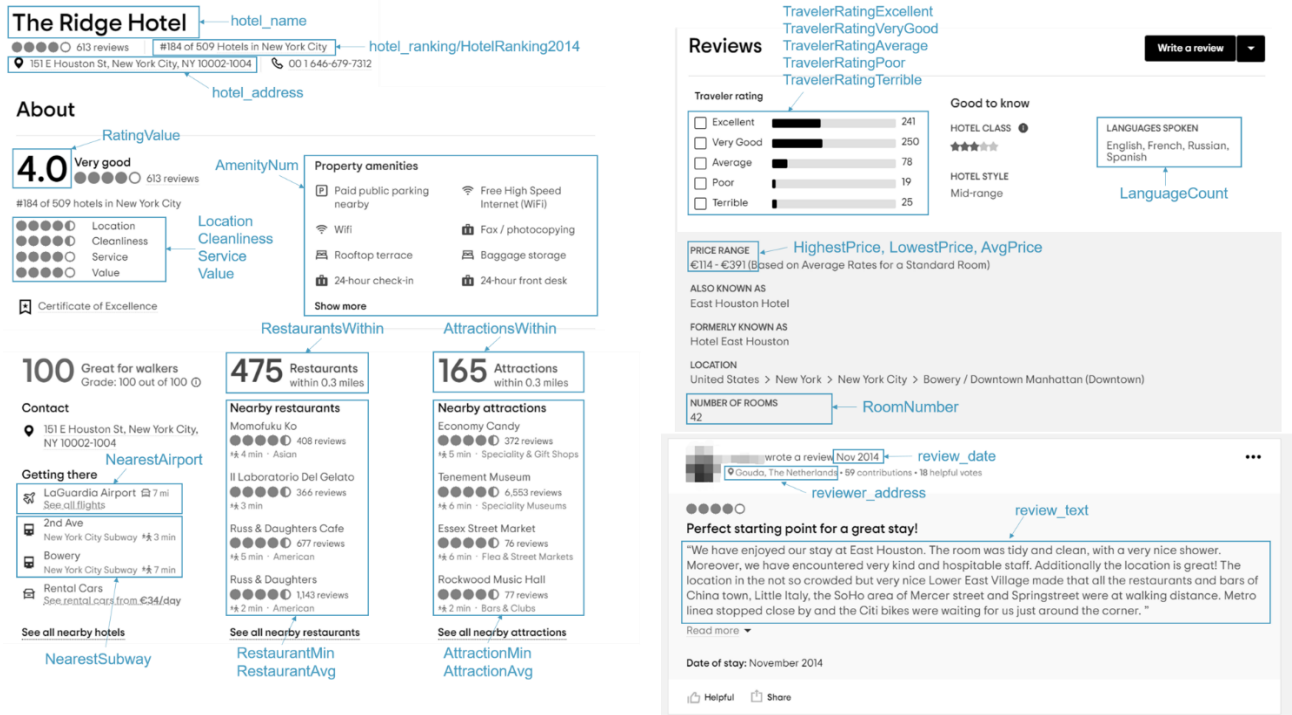 The Ridge Hotel
hotel_name
613 reviews
#184 of 509 Hotels in New York City
hotel_ranking/HotelRanking2014
151 E Houston St, New York City, NY 10002-1004
00 1 646-679-7312
hotel_address
About
RatingValue
4.0
Very good
613 reviews
#184 of 509 hotels in New York City
Location
Cleanliness
Service
Value
Location
Cleanliness
Service
Value
Certificate of Excellence
AmenityNum
Property amenities
Paid public parking
nearby
Free High Speed
Internet (WiFi)
Wifi
Fax / photocopying
Rooftop terrace
Baggage storage
24-hour check-in
24-hour front desk
Show more
RestaurantsWithin
AttractionsWithin
100
Great for walkers
Grade: 100 out of 100
475
Restaurants
within 0.3 miles
165
Attractions
within 0.3 miles
Contact
151 E Houston St, New York City,
NY 10002-1004
NearestAirport
Getting there
LaGuardia Airport 7 mi
See all flights
2nd Ave
New York City Subway 3 min
Bowery
New York City Subway 7 min
Rental Cars
See rental cars from €34/day
See all nearby hotels
NearestSubway
Nearby restaurants
Momofuku Ko
408 reviews
4 min · Asian
Il Laboratorio Del Gelato
366 reviews
3 min
Russ & Daughters Cafe
677 reviews
5 min · American
Russ & Daughters
1,143 reviews
2 min · American
See all nearby restaurants
RestaurantMin
RestaurantAvg
Nearby attractions
Economy Candy
372 reviews
5 min · Speciality & Gift Shops
Tenement Museum
6,553 reviews
6 min · Speciality Museums
Essex Street Market
76 reviews
6 min · Flea & Street Markets
Rockwood Music Hall
77 reviews
2 min · Bars & Clubs
See all nearby attractions
AttractionMin
AttractionAvg
TravelerRatingExcellent
TravelerRatingVeryGood
TravelerRatingAverage
TravelerRatingPoor
TravelerRatingTerrible
Reviews
Write a review
Traveler rating
Excellent 241
Very Good 250
Average 78
Poor 19
Terrible 25
Good to know
HOTEL CLASS
HOTEL STYLE
Mid-range
LANGUAGES SPOKEN
English, French, Russian,
Spanish
LanguageCount
PRICE RANGE
€114 - €391 (Based on Average Rates for a Standard Room)
HighestPrice, LowestPrice, AvgPrice
ALSO KNOWN AS
East Houston Hotel
FORMERLY KNOWN AS
Hotel East Houston
LOCATION
United States > New York > New York City > Bowery / Downtown Manhattan (Downtown)
NUMBER OF ROOMS
42
RoomNumber
wrote a review Nov 2014
review_date
Gouda, The Netherlands • 59 contributions • 18 helpful votes
reviewer_address
review_text
Perfect starting point for a great stay!
“We have enjoyed our stay at East Houston. The room was tidy and clean, with a very nice shower.
Moreover, we have encountered very kind and hospitable staff. Additionally the location is great! The
location in the not so crowded but very nice Lower East Village made that all the restaurants and bars of
China town, Little Italy, the SoHo area of Mercer street and Springstreet were at walking distance. Metro
linea stopped close by and the Citi bikes were waiting for us just around the corner. ”
Read more
Date of stay: November 2014
Helpful
Share